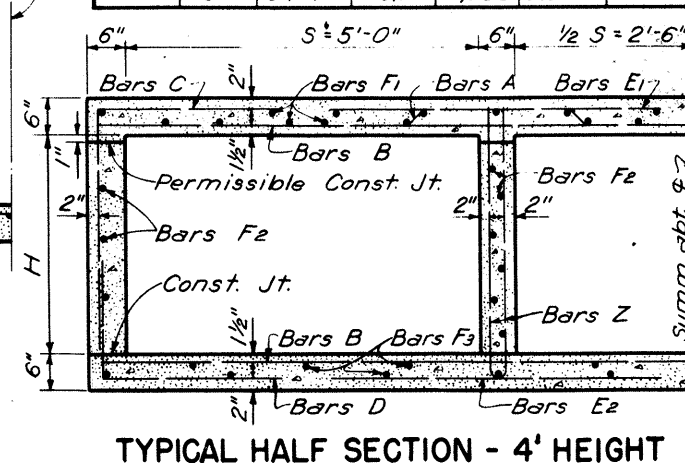 6" S = 5'-0" 6" ½ S = 2'-6"
Bars C 2" Bars F1 Bars A Bars E1
6"
1" 1½" Bars B
Permissible Const. Jt. Bars F2
2" 2" 2"
Bars F2
H
Const. Jt.
Bars Z
1½" Bars B Bars F3
6"
2" Bars D Bars E2
Symm abt ℄
TYPICAL HALF SECTION - 4' HEIGHT